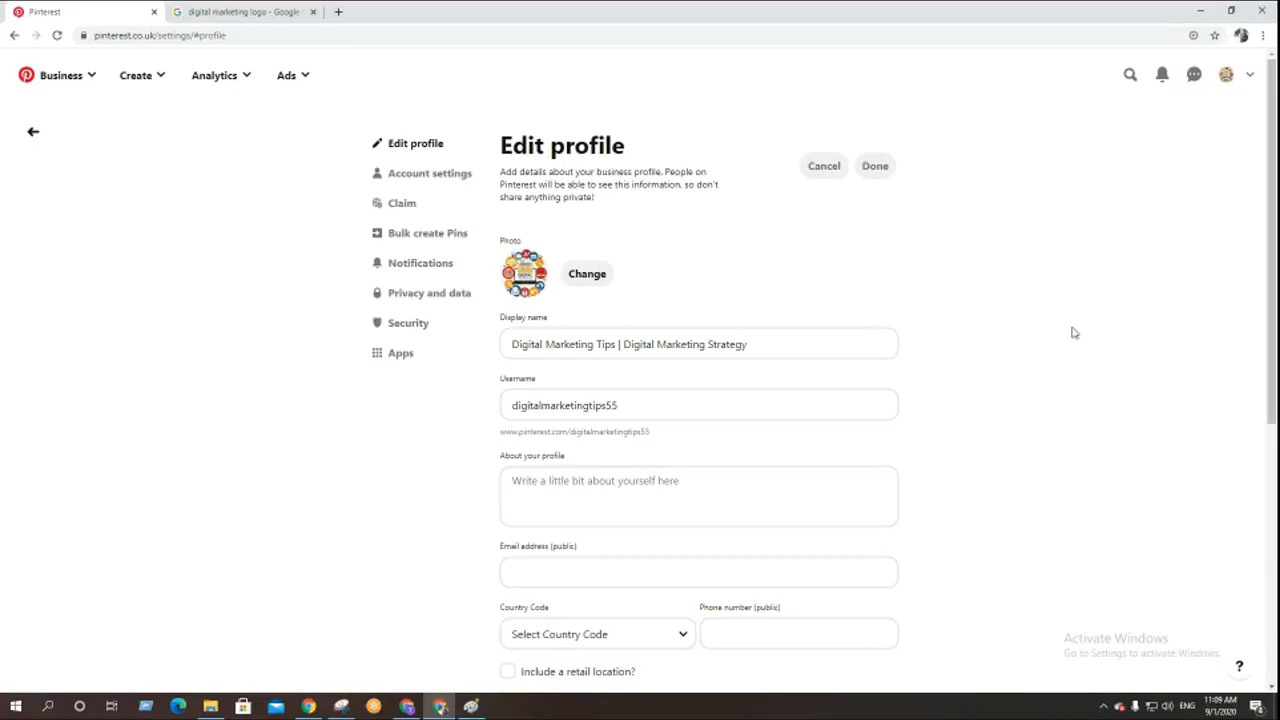 Pinterest
digital marketing logo - Google
pinterest.co.uk/settings/#profile
Business
Create
Analytics
Ads
Edit profile
Account settings
Claim
Bulk create Pins
Notifications
Privacy and data
Security
Apps
Edit profile
Add details about your business profile. People on
Pinterest will be able to see this information, so don't
share anything private!
Cancel
Done
Photo
Change
Display name
Digital Marketing Tips | Digital Marketing Strategy
Username
digitalmarketingtips55
www.pinterest.com/digitalmarketingtips55
About your profile
Write a little bit about yourself here
Email address (public)
Country Code
Phone number (public)
Select Country Code
Include a retail location?
Activate Windows
Go to Settings to activate Windows.
?
ENG
11:09 AM
9/1/2020